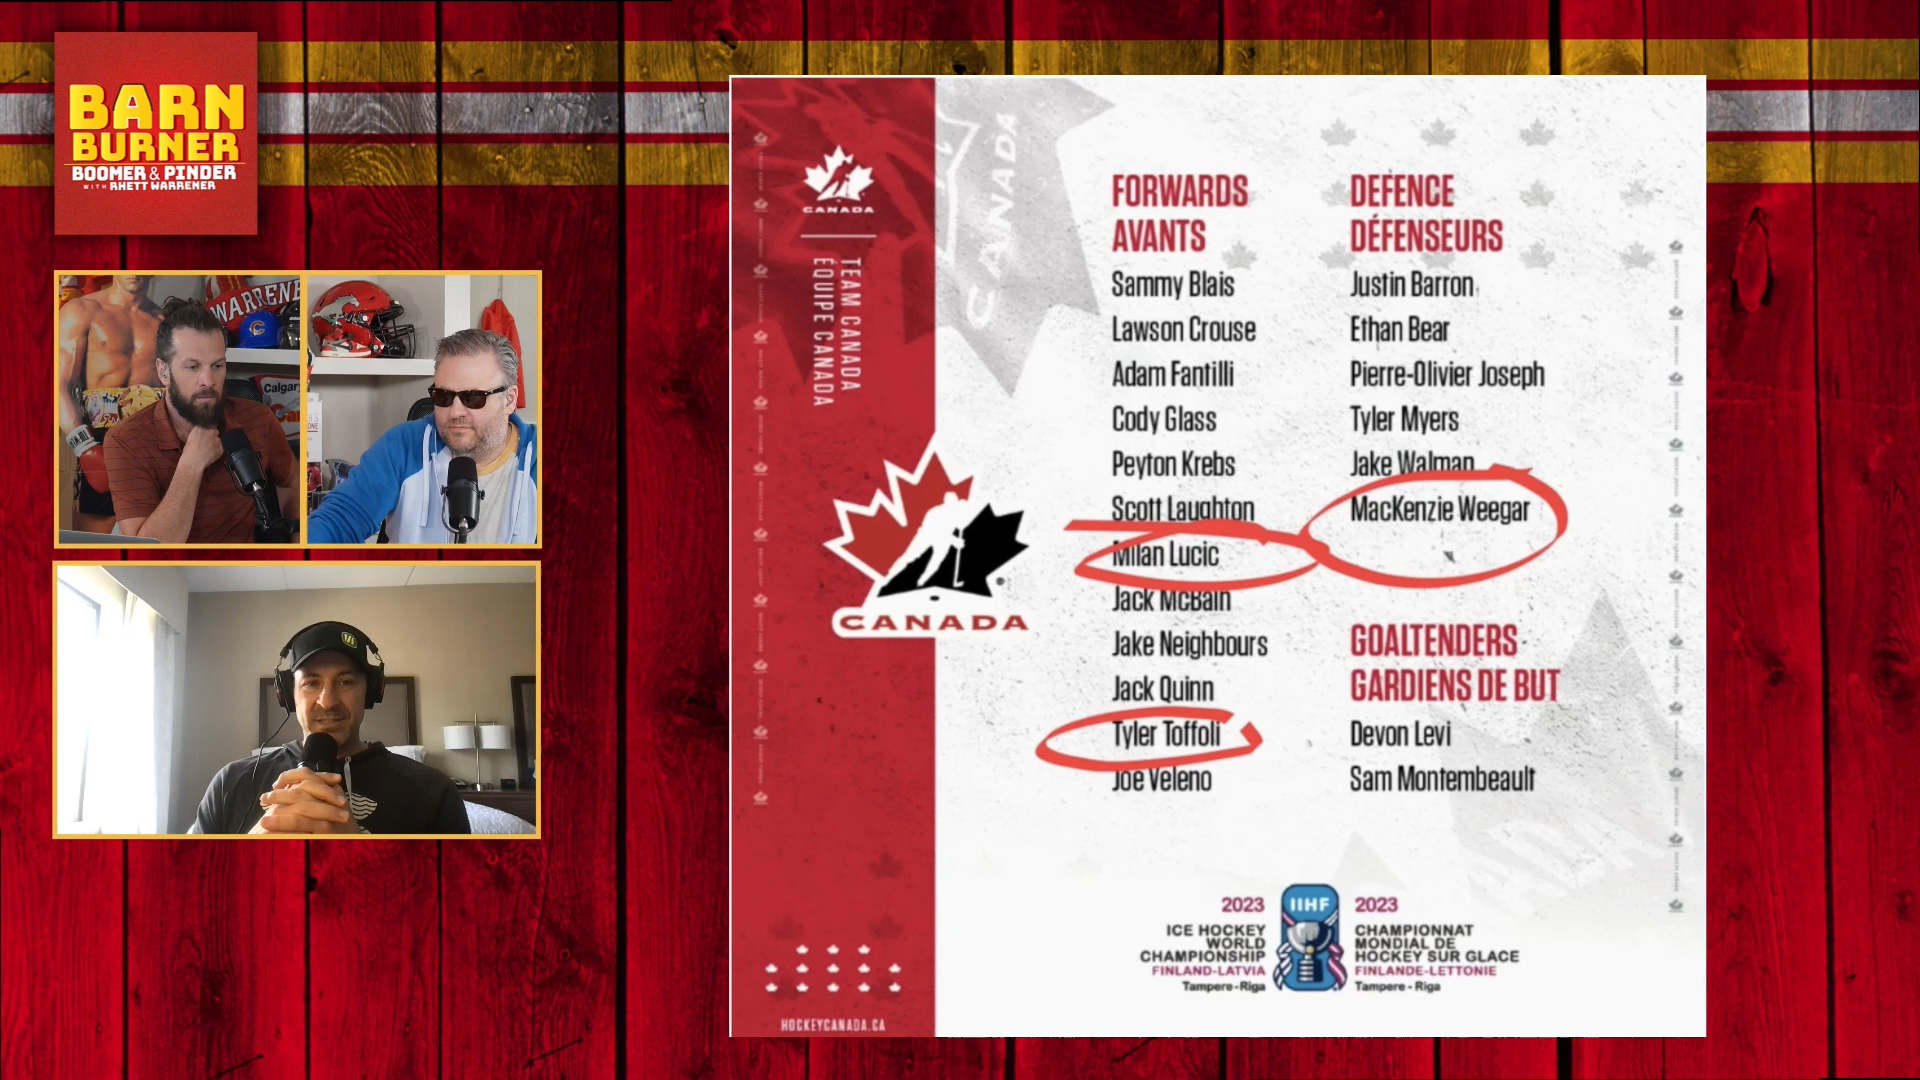 BARN
BURNER
BOOMER & PINDER
WITH RHETT WARRENER
WARRENE
Calgar
CANADA
TEAM CANADA
ÉQUIPE CANADA
CANADA
CANADA
FORWARDS
AVANTS
Sammy Blais
Lawson Crouse
Adam Fantilli
Cody Glass
Peyton Krebs
Scott Laughton
Milan Lucic
Jack McBain
Jake Neighbours
Jack Quinn
Tyler Toffoli
Joe Veleno
DEFENCE
DÉFENSEURS
Justin Barron
Ethan Bear
Pierre-Olivier Joseph
Tyler Myers
Jake Walman
MacKenzie Weegar
GOALTENDERS
GARDIENS DE BUT
Devon Levi
Sam Montembeault
2023
ICE HOCKEY
WORLD
CHAMPIONSHIP
FINLAND-LATVIA
Tampere-Riga
IIHF
2023
CHAMPIONNAT
MONDIAL DE
HOCKEY SUR GLACE
FINLANDE-LETTONIE
Tampere - Riga
HOCKEYCANADA.CA